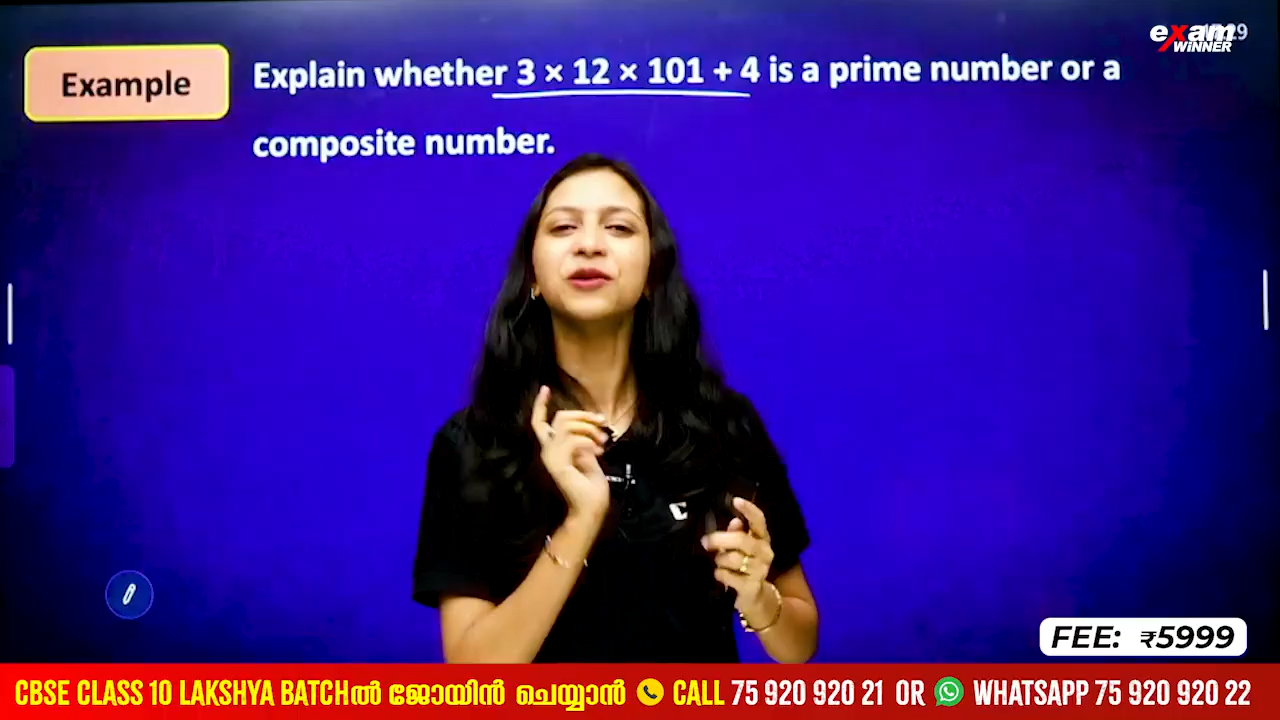 Example
Explain whether 3 × 12 × 101 + 4 is a prime number or a
composite number.
exam
WINNER
FEE: ₹5999
CBSE CLASS 10 LAKSHYA BATCHൽ ജോയിൻ ചെയ്യാൻ CALL 75 920 920 21 OR WHATSAPP 75 920 920 22